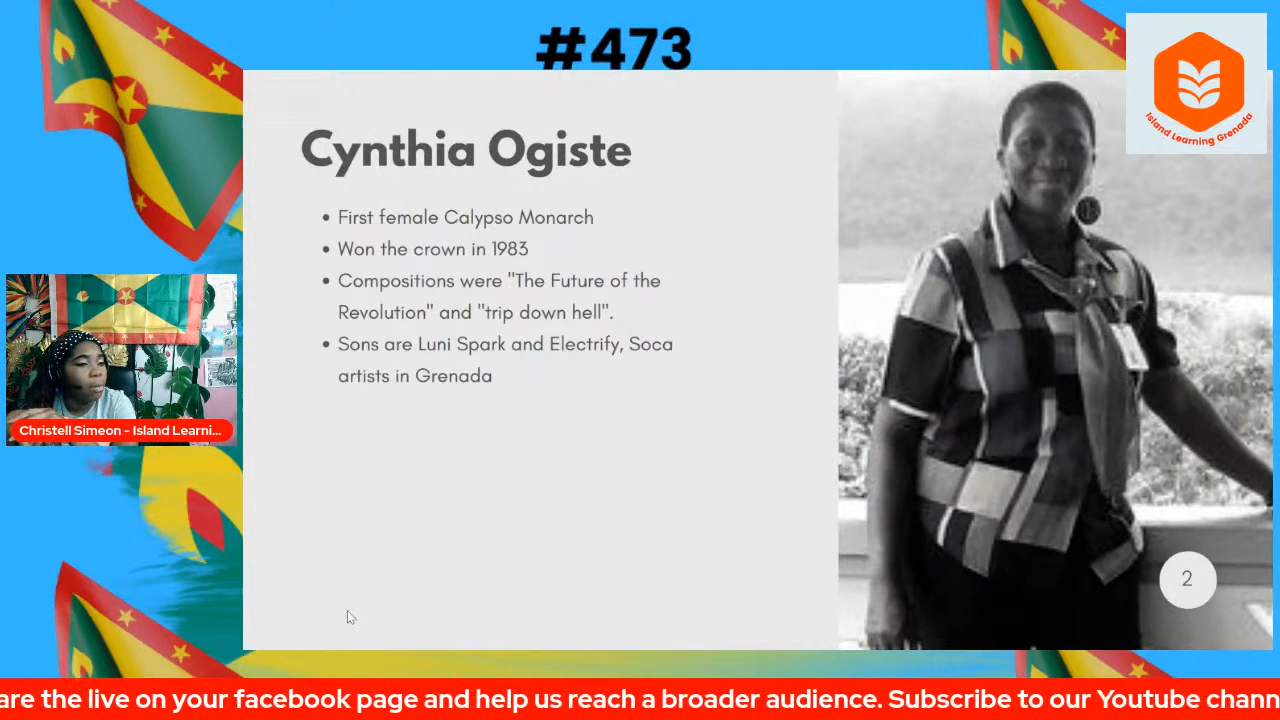 #473
Island Learning Grenada
Cynthia Ogiste
• First female Calypso Monarch
• Won the crown in 1983
• Compositions were "The Future of the
Revolution" and "trip down hell".
• Sons are Luni Spark and Electrify, Soca
artists in Grenada
Christell Simeon - Island Learni...
2
are the live on your facebook page and help us reach a broader audience. Subscribe to our Youtube chann